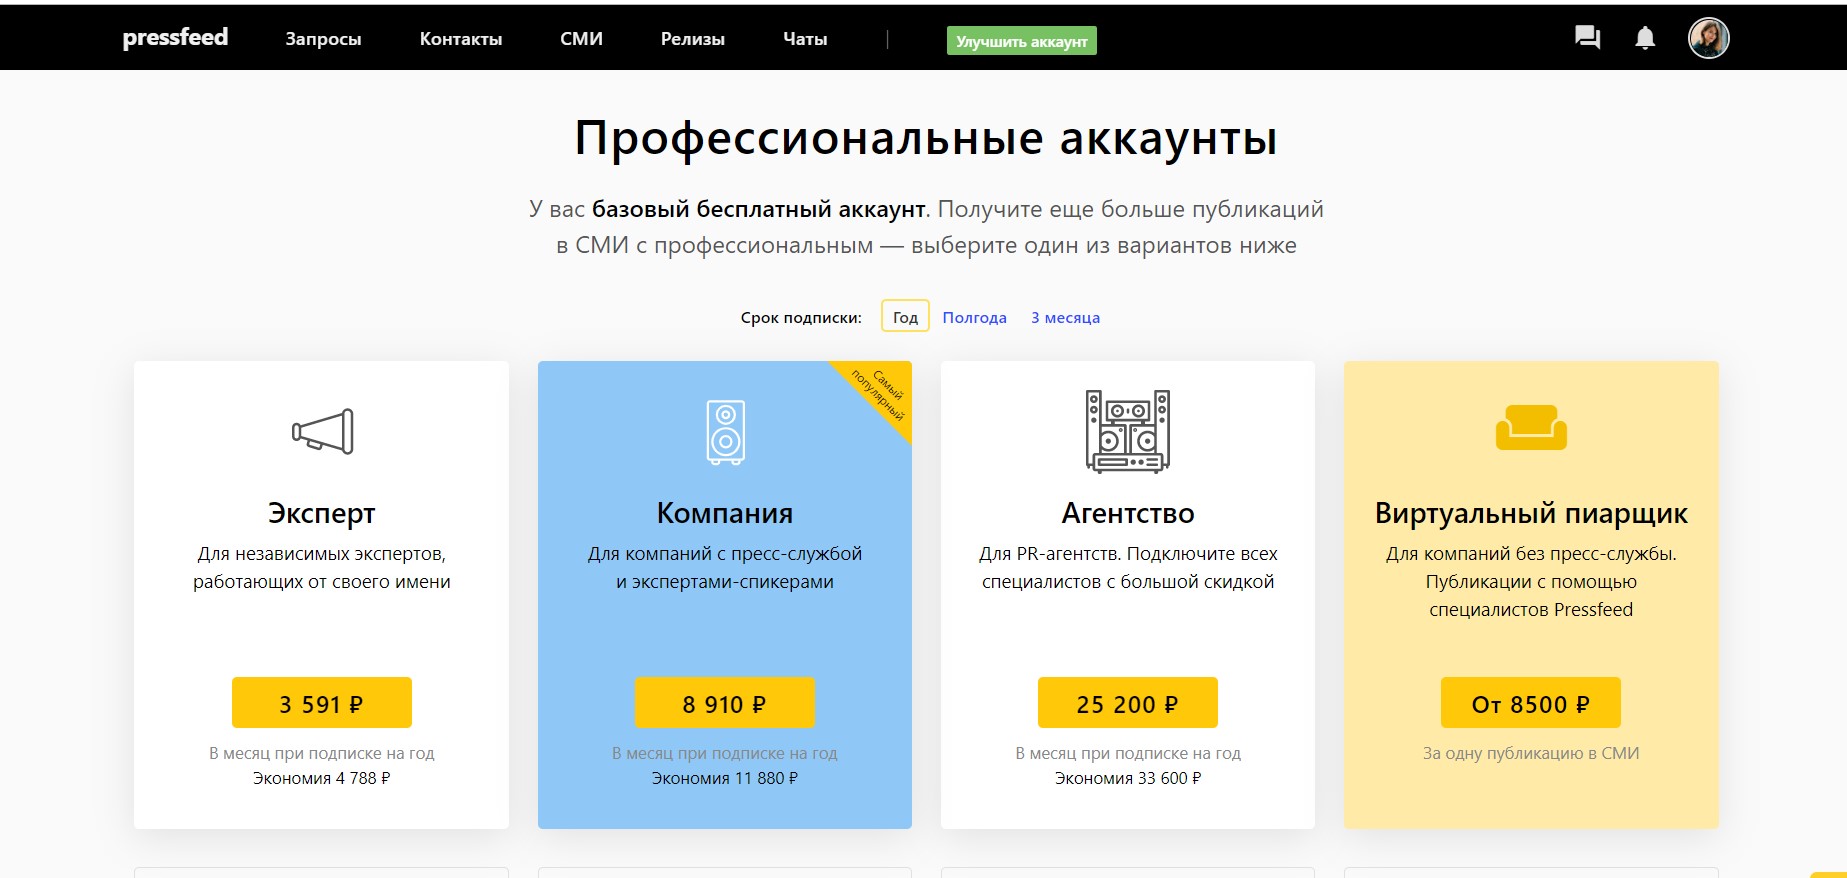 pressfeed Запросы Контакты СМИ Релизы Чаты | Улучшить аккаунт
Профессиональные аккаунты
У вас базовый бесплатный аккаунт. Получите еще больше публикаций
в СМИ с профессиональным — выберите один из вариантов ниже
Срок подписки: Год Полгода 3 месяца
Эксперт
Для независимых экспертов,
работающих от своего имени
3 591 ₽
В месяц при подписке на год
Экономия 4 788 ₽
Самый
популярный
Компания
Для компаний с пресс-службой
и экспертами-спикерами
8 910 ₽
В месяц при подписке на год
Экономия 11 880 ₽
Агентство
Для PR-агентств. Подключите всех
специалистов с большой скидкой
25 200 ₽
В месяц при подписке на год
Экономия 33 600 ₽
Виртуальный пиарщик
Для компаний без пресс-службы.
Публикации с помощью
специалистов Pressfeed
От 8500 ₽
За одну публикацию в СМИ